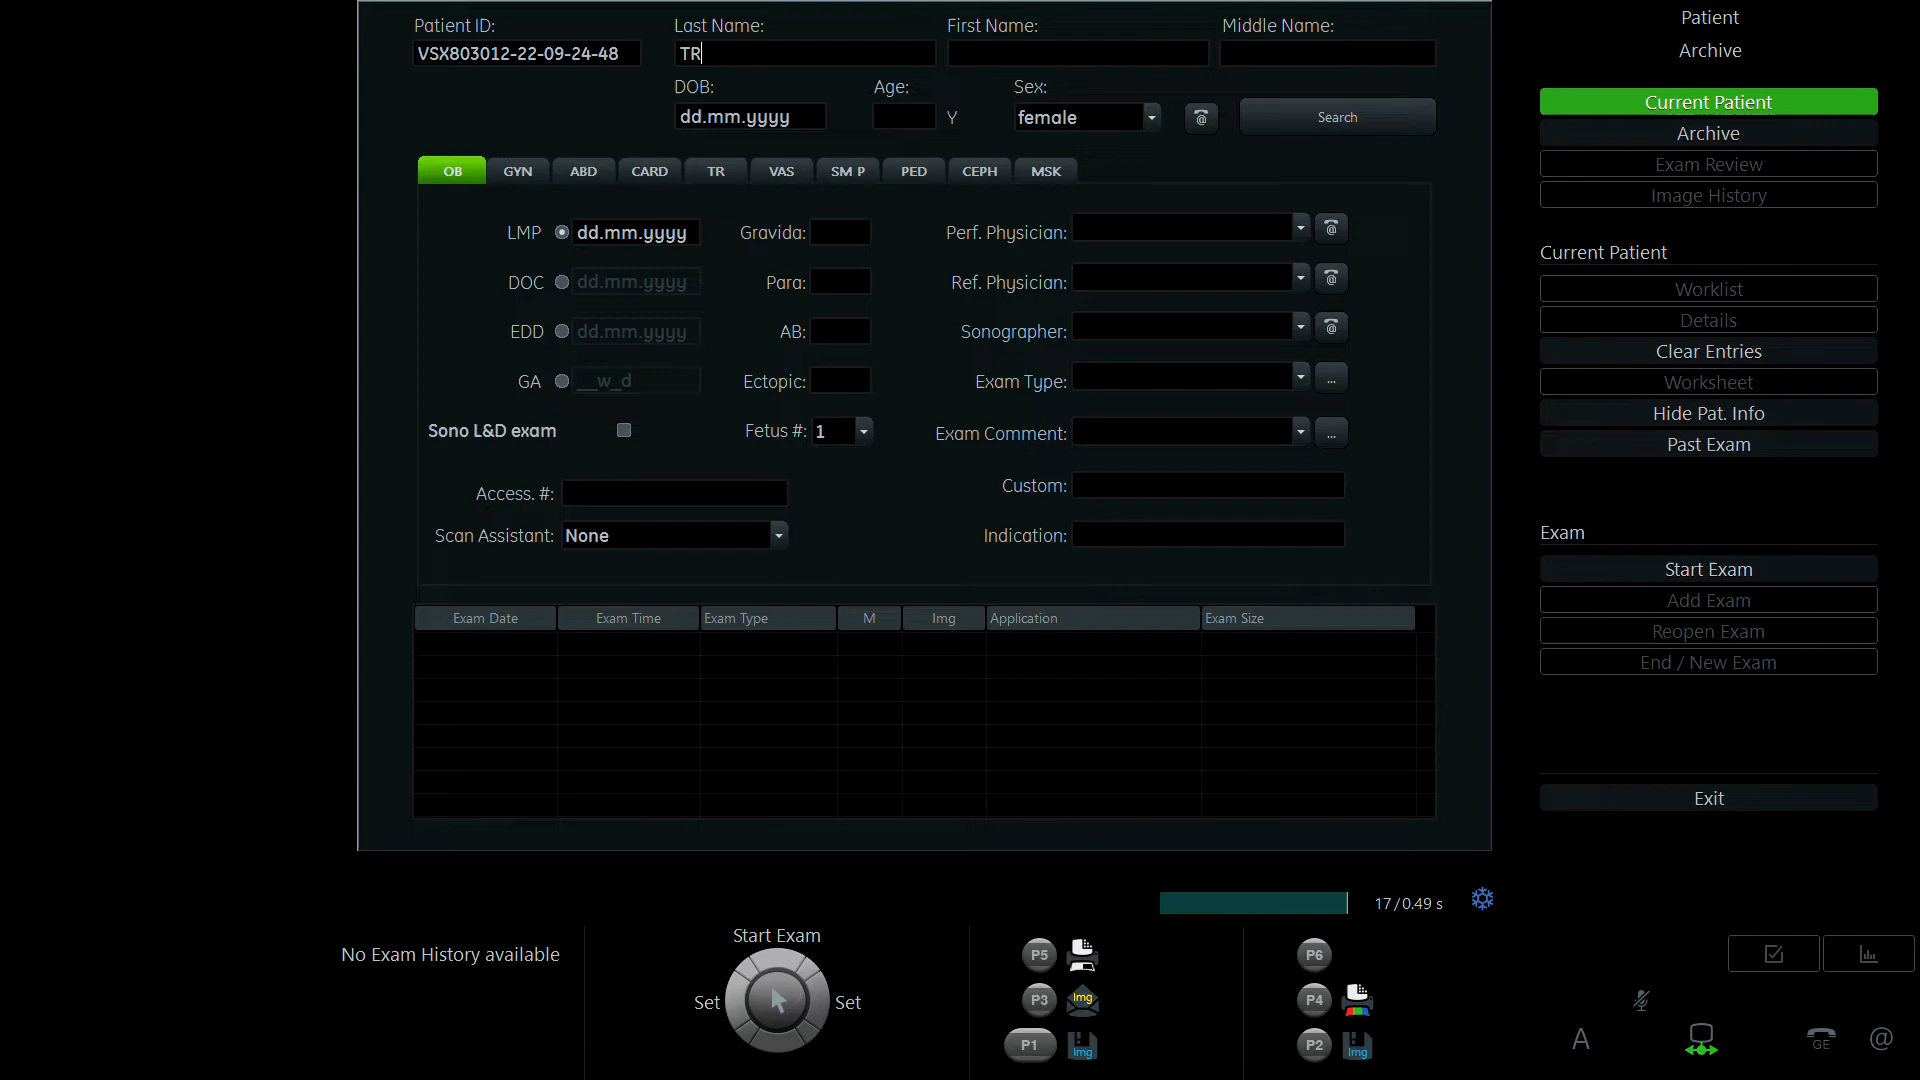 Patient ID: Last Name: First Name: Middle Name:
VSX803012-22-09-24-48 TR
DOB: Age: Sex:
dd.mm.yyyy Y female @ Search
OB GYN ABD CARD TR VAS SM P PED CEPH MSK
LMP dd.mm.yyyy Gravida: Perf. Physician: @
DOC dd.mm.yyyy Para: Ref. Physician: @
EDD dd.mm.yyyy AB: Sonographer: @
GA __w_d Ectopic: Exam Type: ...
Sono L&D exam Fetus #: 1 Exam Comment: ...
Access. #: Custom:
Scan Assistant: None Indication:
Exam Date Exam Time Exam Type M Img Application Exam Size
Patient
Archive
Current Patient
Archive
Exam Review
Image History
Current Patient
Worklist
Details
Clear Entries
Worksheet
Hide Pat. Info
Past Exam
Exam
Start Exam
Add Exam
Reopen Exam
End / New Exam
Exit
17/0.49 s
No Exam History available
Start Exam
Set Set
P5
P3 Img
P1 Img
P6
P4
P2 Img
A GE @